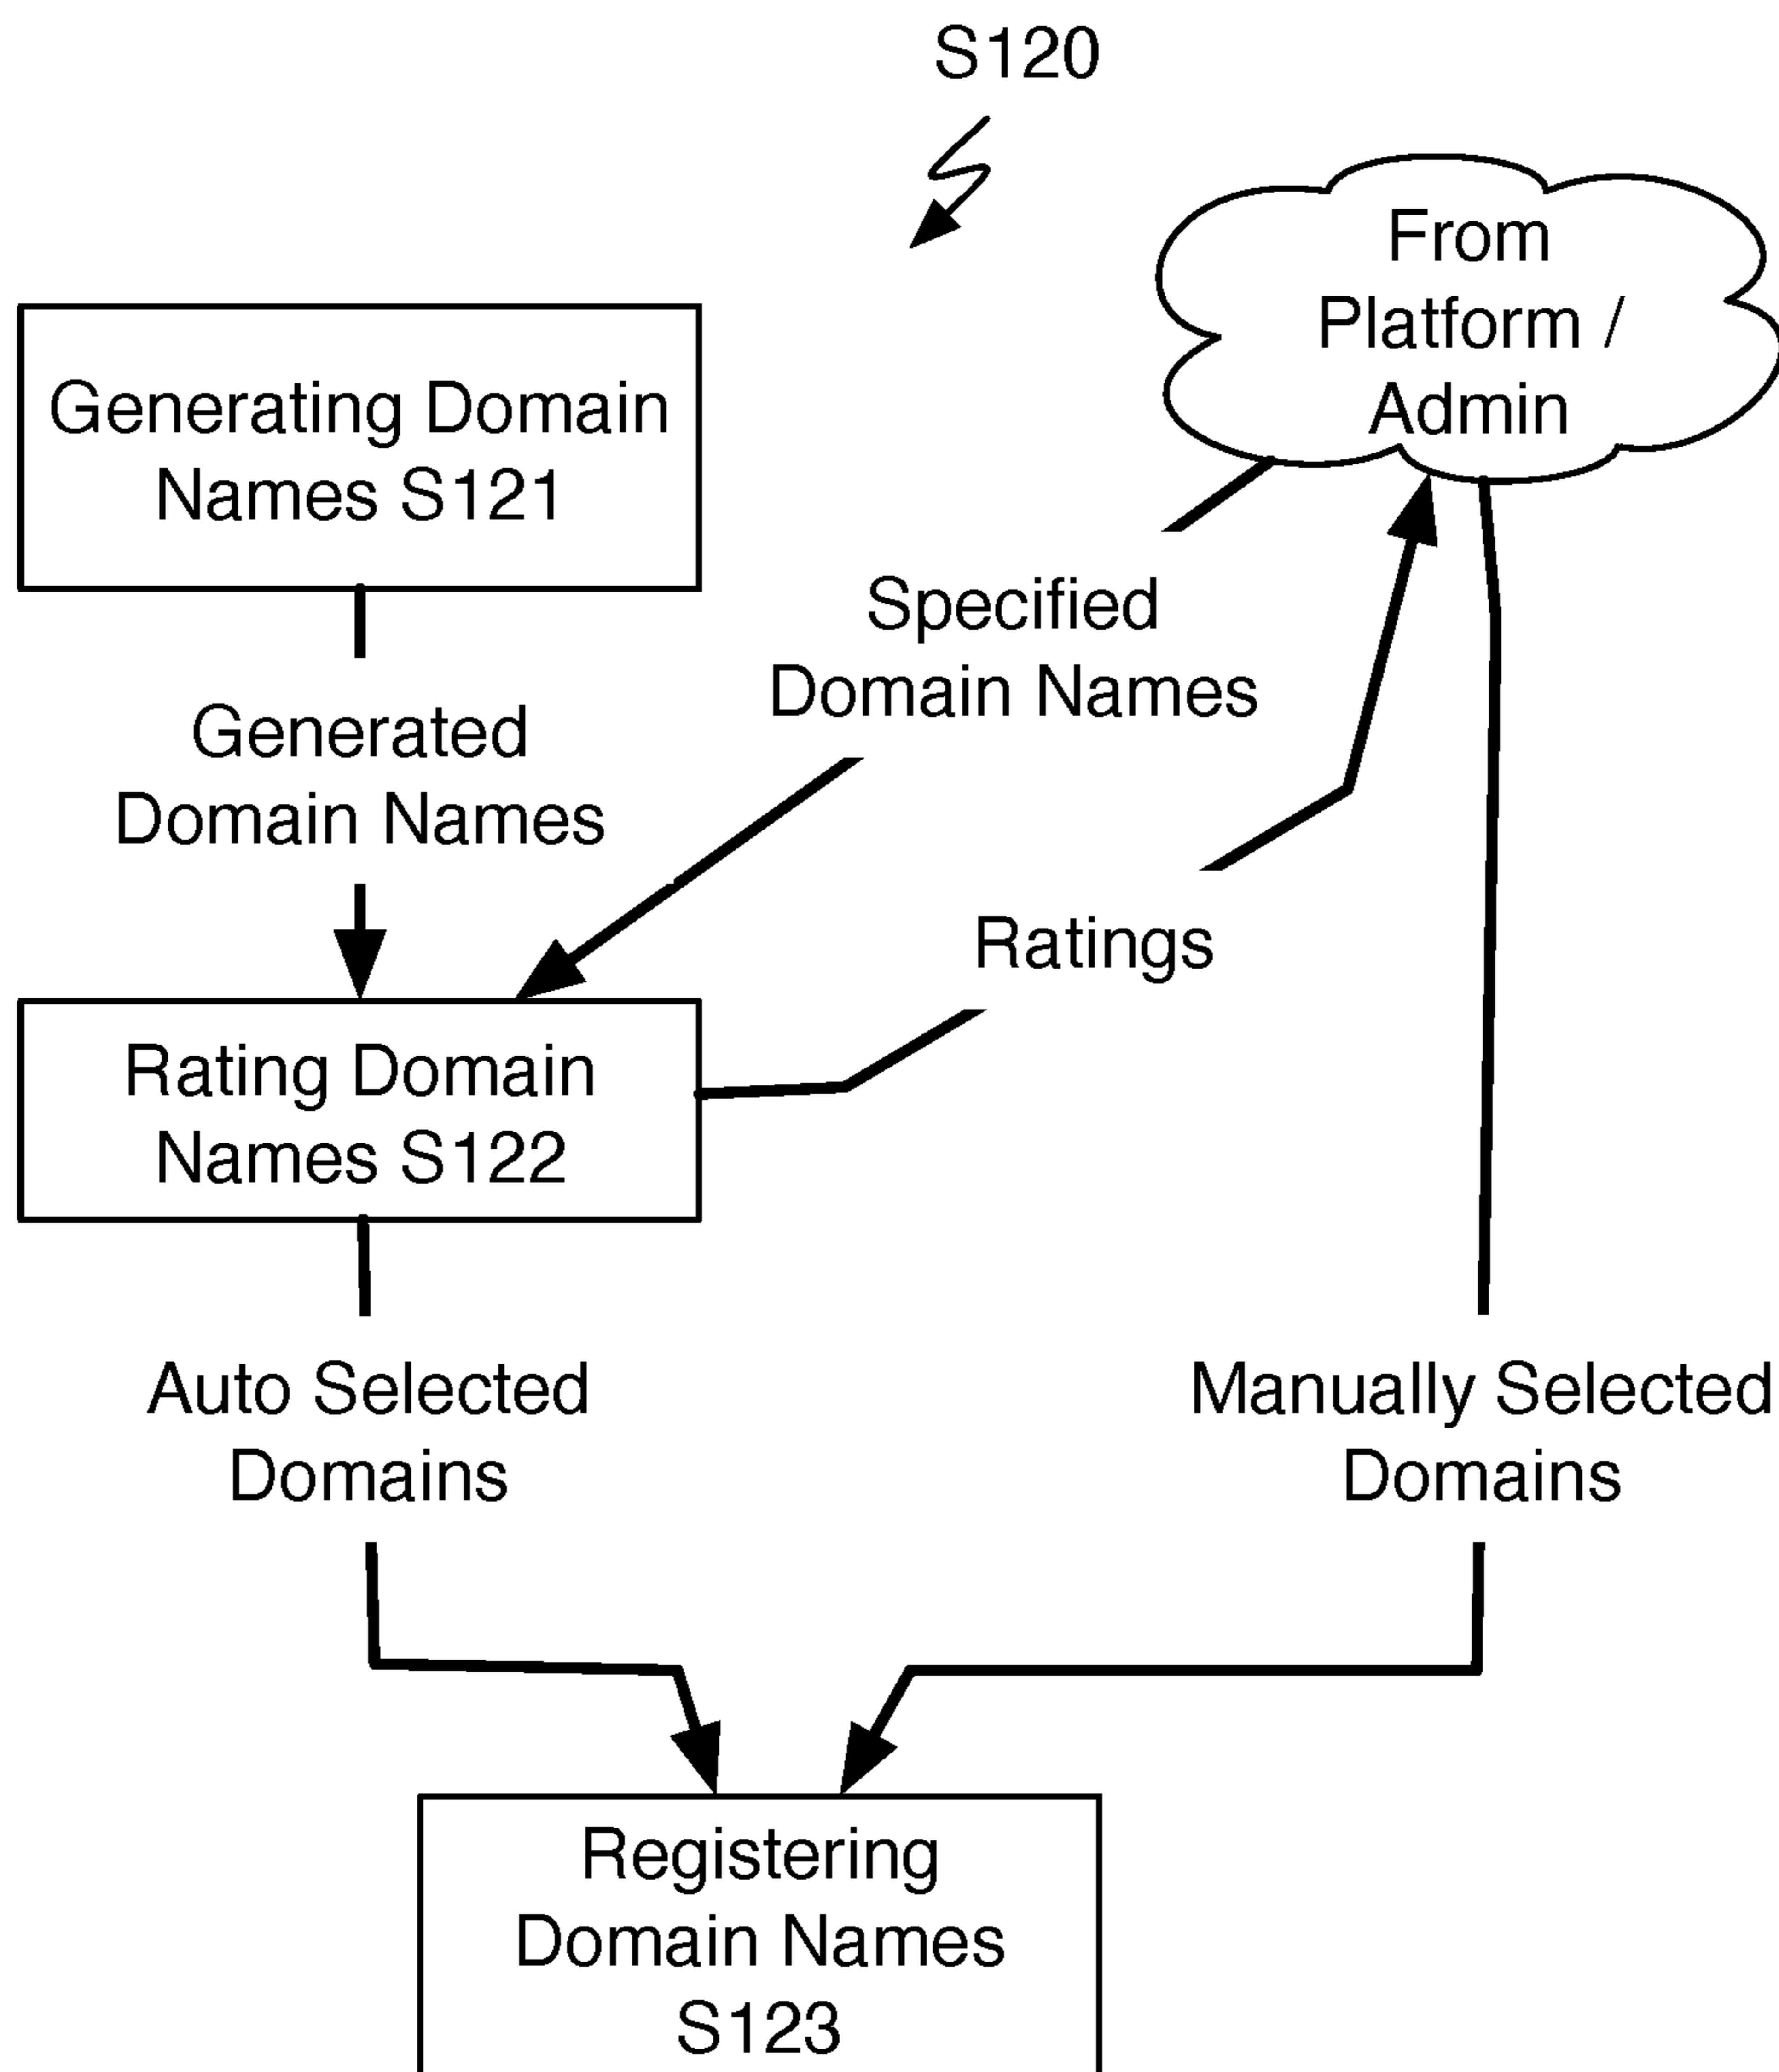 S120
From
Platform /
Admin
Generating Domain
Names S121
Specified
Domain Names
Generated
Domain Names
Ratings
Rating Domain
Names S122
Auto Selected
Domains
Manually Selected
Domains
Registering
Domain Names
S123